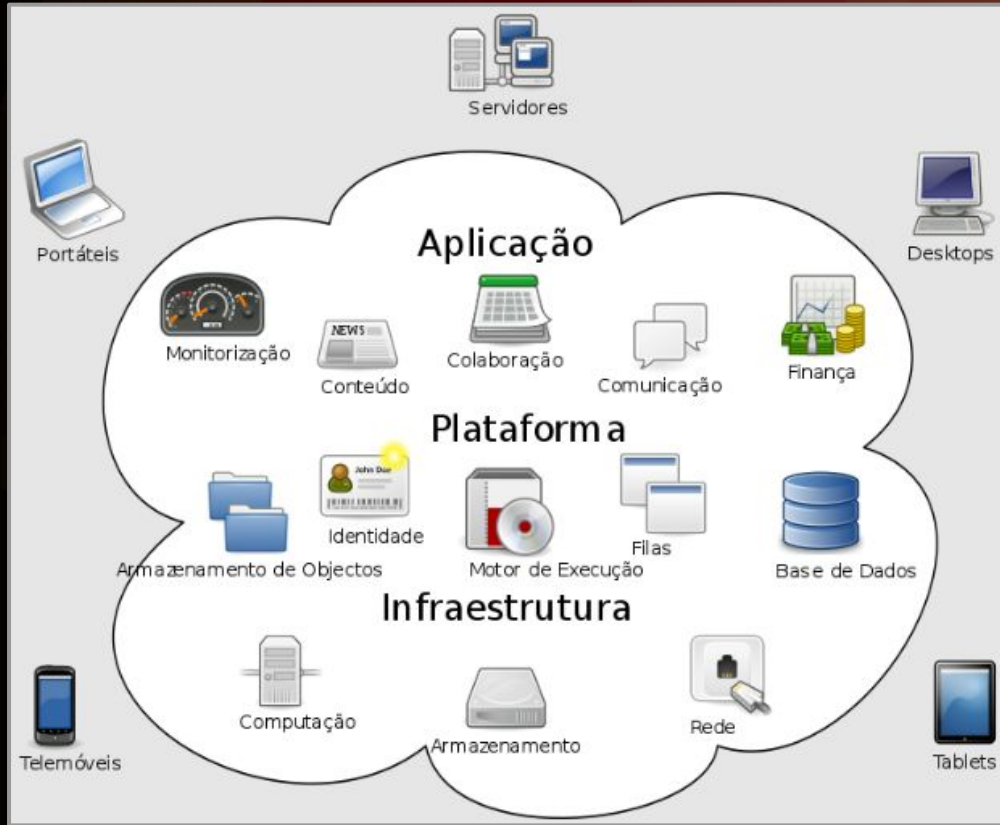 Servidores
Portáteis
Desktops
Aplicação
Monitorização
NEWS
Conteúdo
Colaboração
Comunicação
Finança
Plataforma
John Doe
Identidade
Armazenamento de Objectos
Motor de Execução
Filas
Base de Dados
Infraestrutura
Computação
Armazenamento
Rede
Telemóveis
Tablets